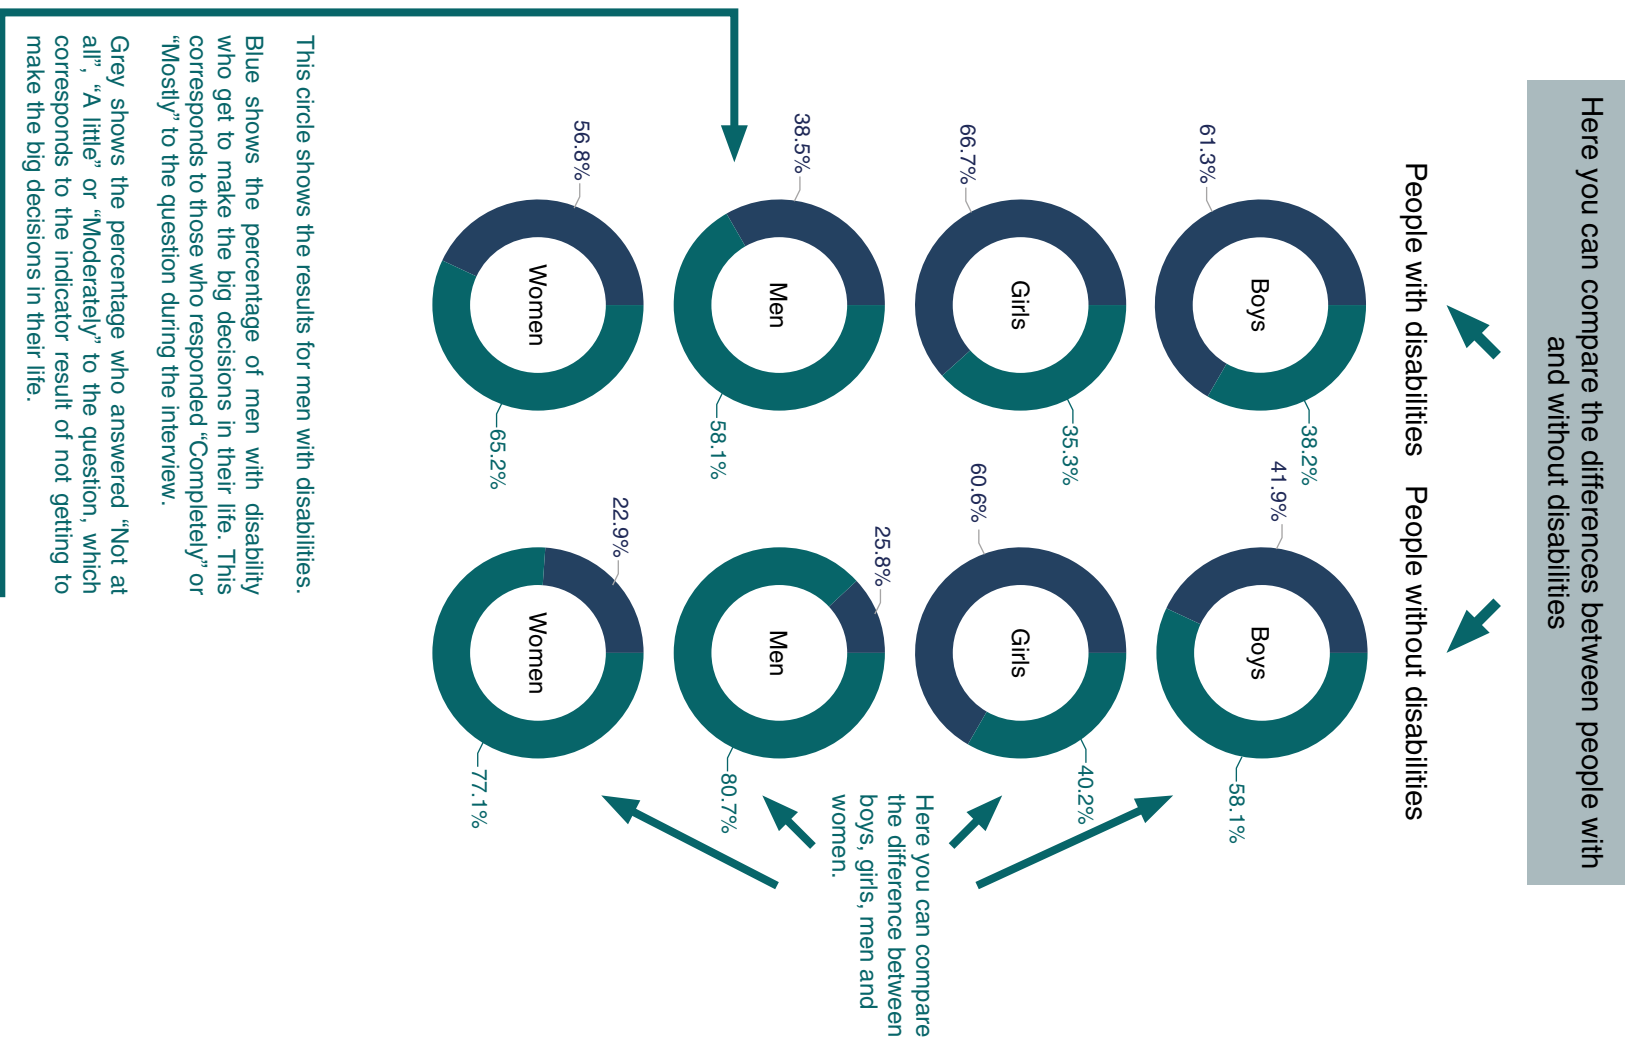 Here you can compare the differences between people with
and without disabilities
People with disabilities
People without disabilities
61.3%
Boys
38.2%
41.9%
Boys
58.1%
66.7%
Girls
35.3%
60.6%
Girls
40.2%
Here you can compare
the difference between
boys, girls, men and
women.
38.5%
Men
58.1%
25.8%
Men
80.7%
56.8%
Women
65.2%
22.9%
Women
77.1%
This circle shows the results for men with disabilities.
Blue shows the percentage of men with disability
who get to make the big decisions in their life. This
corresponds to those who responded “Completely” or
“Mostly” to the question during the interview.
Grey shows the percentage who answered “Not at
all”, “A little” or “Moderately” to the question, which
corresponds to the indicator result of not getting to
make the big decisions in their life.